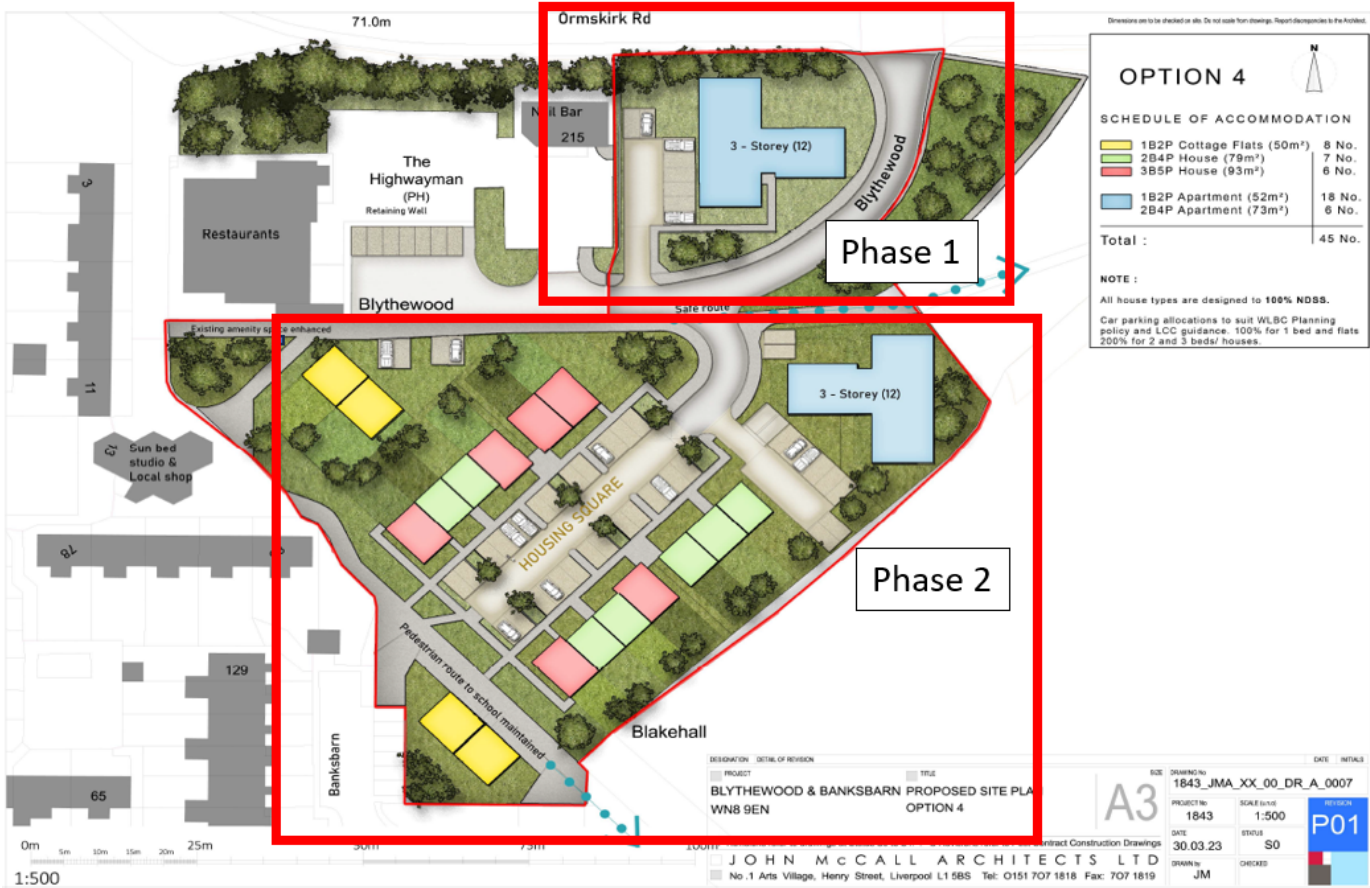 71.0m
Ormskirk Rd
Dimensions are to be checked on site. Do not scale from drawings. Report discrepancies to the Architect.
N
OPTION 4
SCHEDULE OF ACCOMMODATION
1B2P Cottage Flats (50m²) 8 No.
2B4P House (79m²) 7 No.
3B5P House (93m²) 6 No.
1B2P Apartment (52m²) 18 No.
2B4P Apartment (73m²) 6 No.
Total : 45 No.
NOTE :
All house types are designed to 100% NDSS.
Car parking allocations to suit WLBC Planning
policy and LCC guidance. 100% for 1 bed and flats
200% for 2 and 3 beds/ houses.
Nail Bar
215
The
Highwayman
(PH)
Retaining Wall
3 - Storey (12)
Blythewood
Phase 1
3
Restaurants
Blythewood
Safe route
Existing amenity space enhanced
11
3 - Storey (12)
13
Sun bed
studio &
Local shop
HOUSING SQUARE
78
Phase 2
Pedestrian route to school maintained
129
Blakehall
Banksbarn
65
0m 5m 10m 15m 20m 25m 50m 75m 100m
1:500
DESIGNATION DETAIL OF REVISION DATE INITIALS
PROJECT
BLYTHEWOOD & BANKSBARN
WN8 9EN
TITLE
PROPOSED SITE PLA
OPTION 4
SIZE
A3
DRAWING No
1843_JMA_XX_00_DR_A_0007
PROJECT No
1843
SCALE
1:500
REVISION
P01
DATE
30.03.23
STATUS
S0
DRAWN by
JM
CHECKED
Contract Construction Drawings
JOHN McCALL ARCHITECTS LTD
No.1 Arts Village, Henry Street, Liverpool L1 5BS Tel: 0151 707 1818 Fax: 707 1819